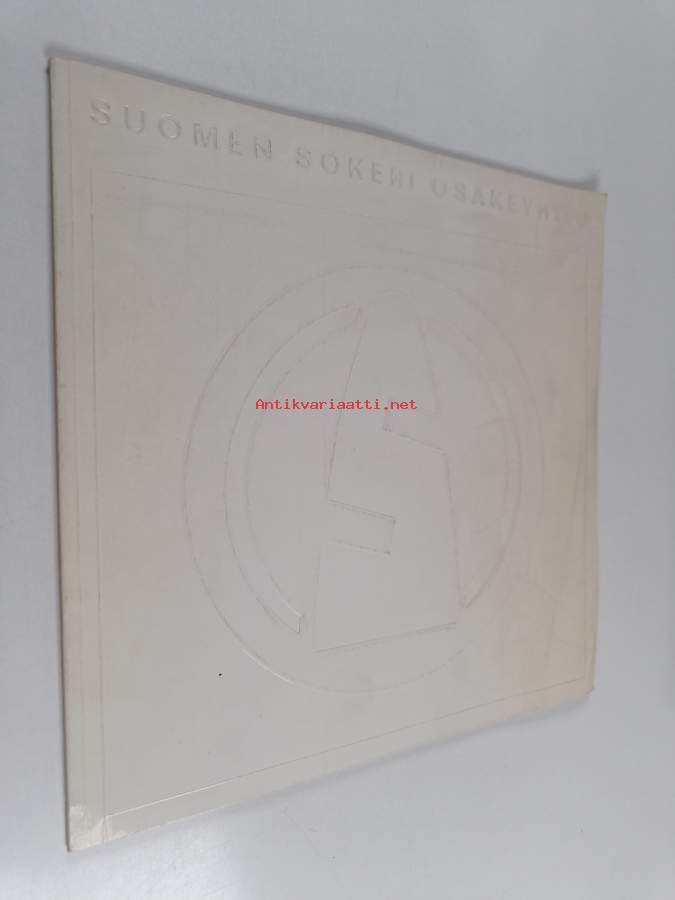 SUOMEN SOKERI OSAKEYHTIÖ
Antikvariaatti.net
S